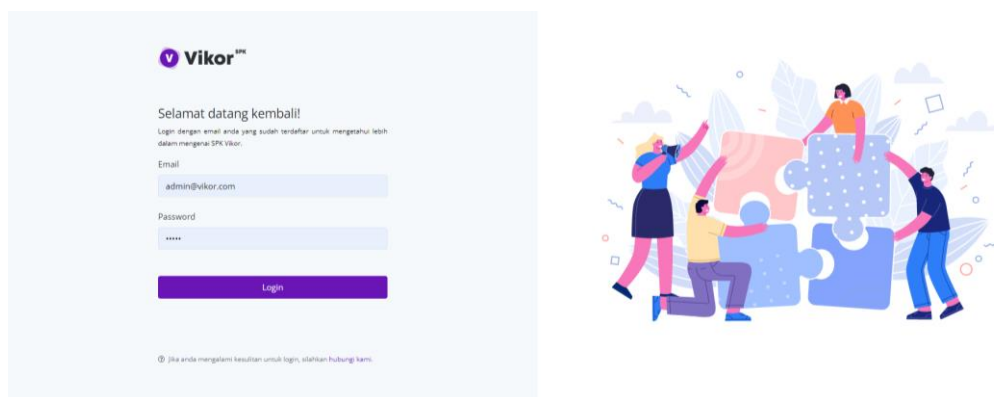 V Vikor SPK
Selamat datang kembali!
Login dengan email anda yang sudah terdaftar untuk mengetahui lebih
dalam mengenai SPK Vikor.
Email
admin@vikor.com
Password
•••••
Login
? Jika anda mengalami kesulitan untuk login, silahkan hubungi kami.